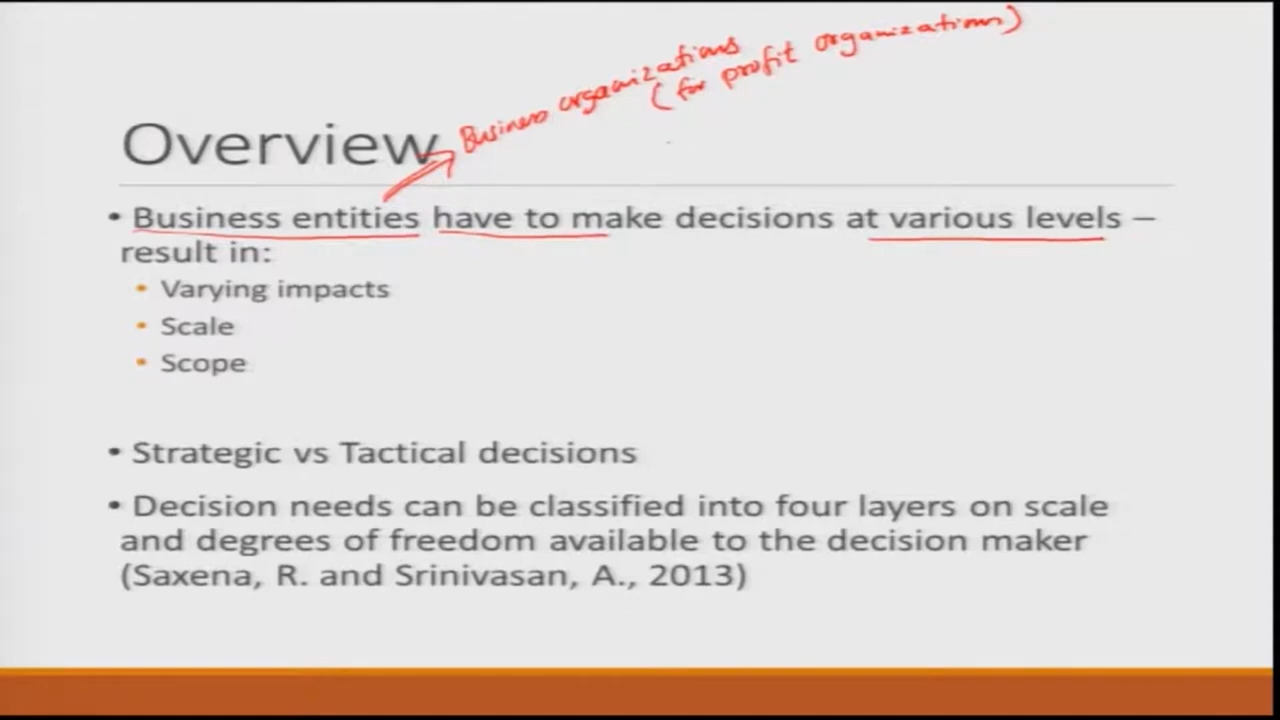 Business organizations
(for profit organizations)
Overview
• Business entities have to make decisions at various levels –
result in:
• Varying impacts
• Scale
• Scope
• Strategic vs Tactical decisions
• Decision needs can be classified into four layers on scale
and degrees of freedom available to the decision maker
(Saxena, R. and Srinivasan, A., 2013)